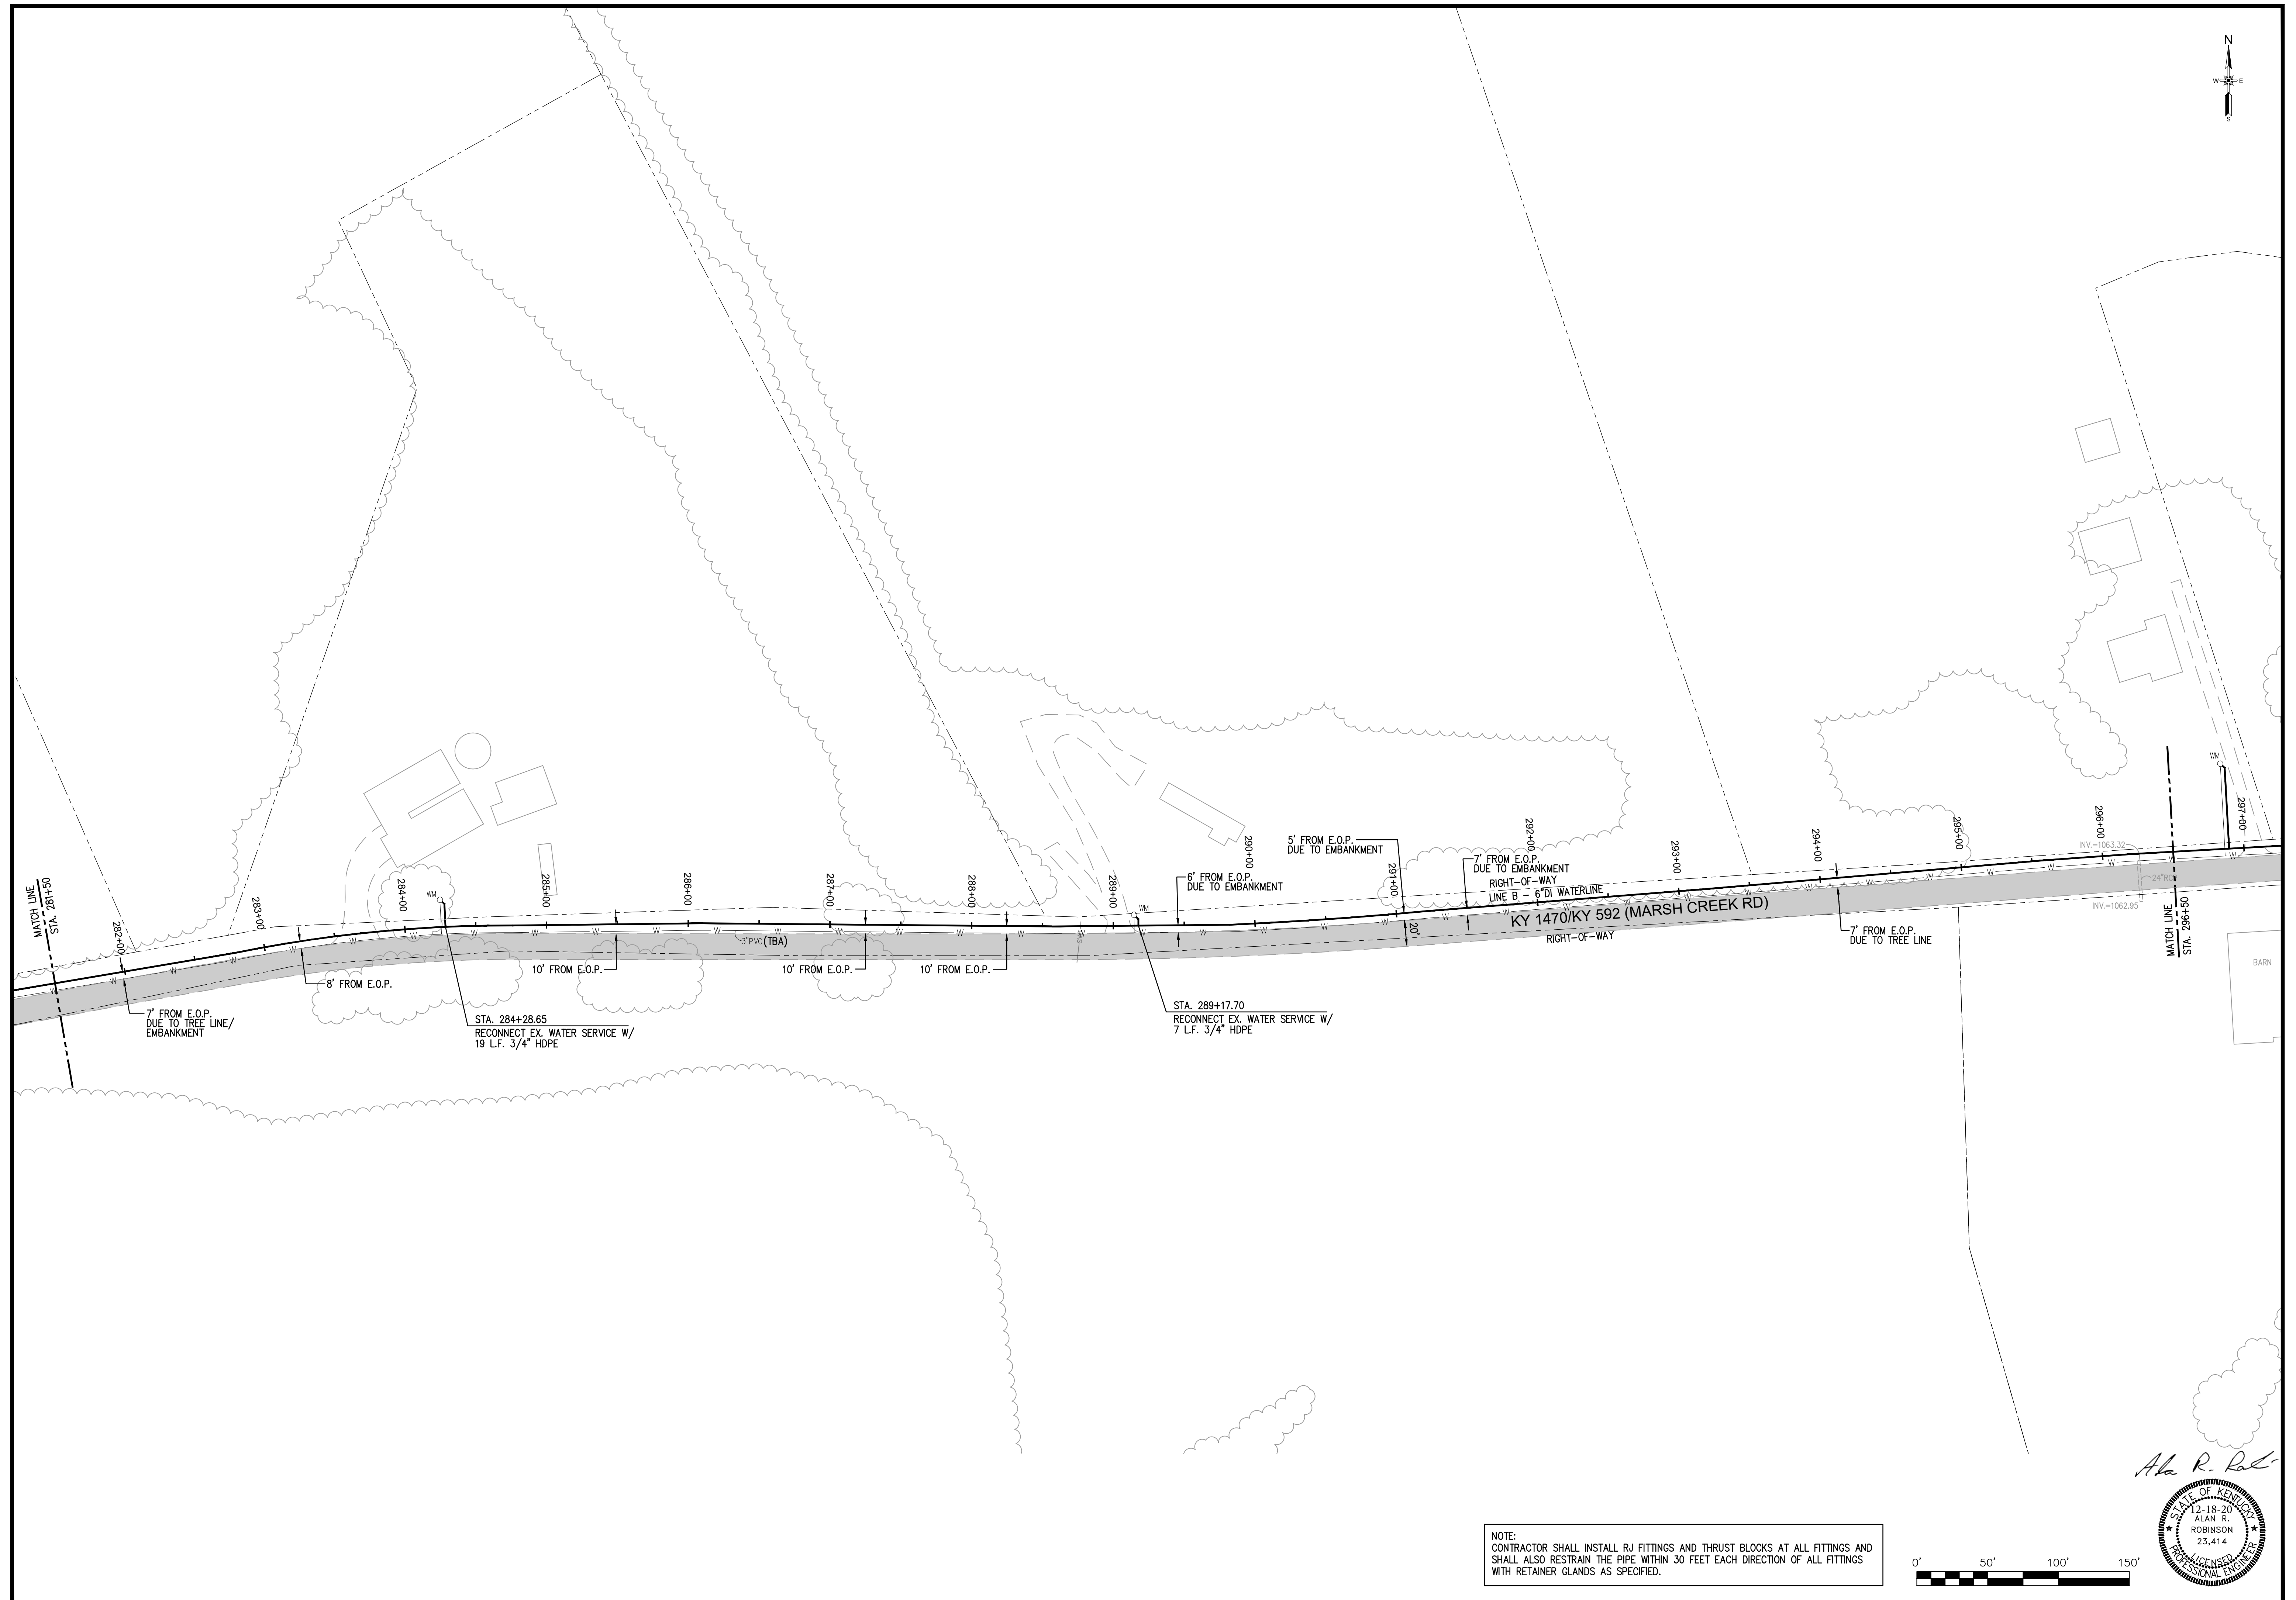 N
W E
S
MATCH LINE
STA. 281+50
282+00
283+00
284+00
285+00
286+00
287+00
288+00
289+00
290+00
291+00
292+00
293+00
294+00
295+00
296+00
297+00
MATCH LINE
STA. 296+50
WM
WM
WM
INV.=1063.32
INV.=1062.95
BARN
5' FROM E.O.P.
DUE TO EMBANKMENT
7' FROM E.O.P.
DUE TO EMBANKMENT
6' FROM E.O.P.
DUE TO EMBANKMENT
RIGHT-OF-WAY
LINE B - 6"DI WATERLINE
KY 1470/KY 592 (MARSH CREEK RD)
RIGHT-OF-WAY
20'
7' FROM E.O.P.
DUE TO TREE LINE
3"PVC(TBA)
10' FROM E.O.P.
10' FROM E.O.P.
10' FROM E.O.P.
8' FROM E.O.P.
7' FROM E.O.P.
DUE TO TREE LINE/
EMBANKMENT
STA. 284+28.65
RECONNECT EX. WATER SERVICE W/
19 L.F. 3/4" HDPE
STA. 289+17.70
RECONNECT EX. WATER SERVICE W/
7 L.F. 3/4" HDPE
W W W W W W W W W W W W W W W W W W W W W W W W W W W W W W W W W W W W W
NOTE:
CONTRACTOR SHALL INSTALL RJ FITTINGS AND THRUST BLOCKS AT ALL FITTINGS AND
SHALL ALSO RESTRAIN THE PIPE WITHIN 30 FEET EACH DIRECTION OF ALL FITTINGS
WITH RETAINER GLANDS AS SPECIFIED.
0' 50' 100' 150'
STATE OF KENTUCKY
12-18-20
ALAN R.
ROBINSON
23,414
LICENSED
PROFESSIONAL ENGINEER